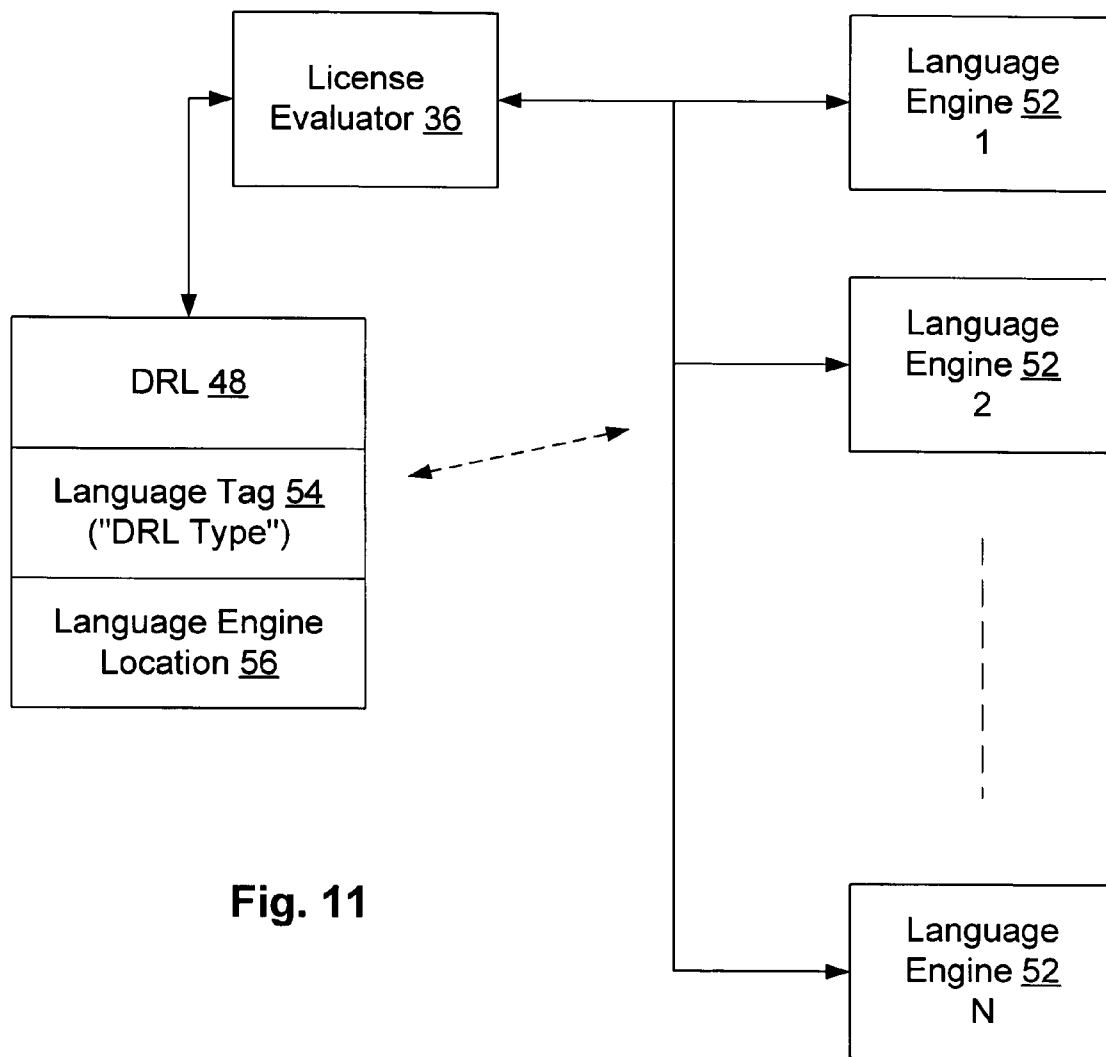 License
Evaluator 36
Language
Engine 52
1
Language
Engine 52
2
DRL 48
Language Tag 54
("DRL Type")
Language Engine
Location 56
Language
Engine 52
N
Fig. 11